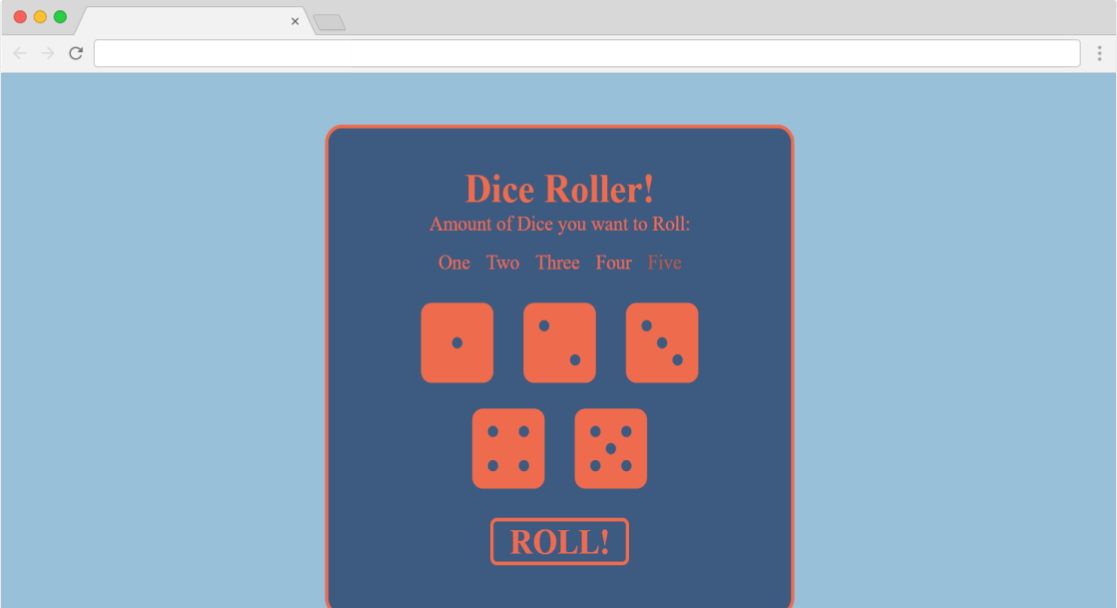 Dice Roller!
Amount of Dice you want to Roll:
One Two Three Four Five
ROLL!